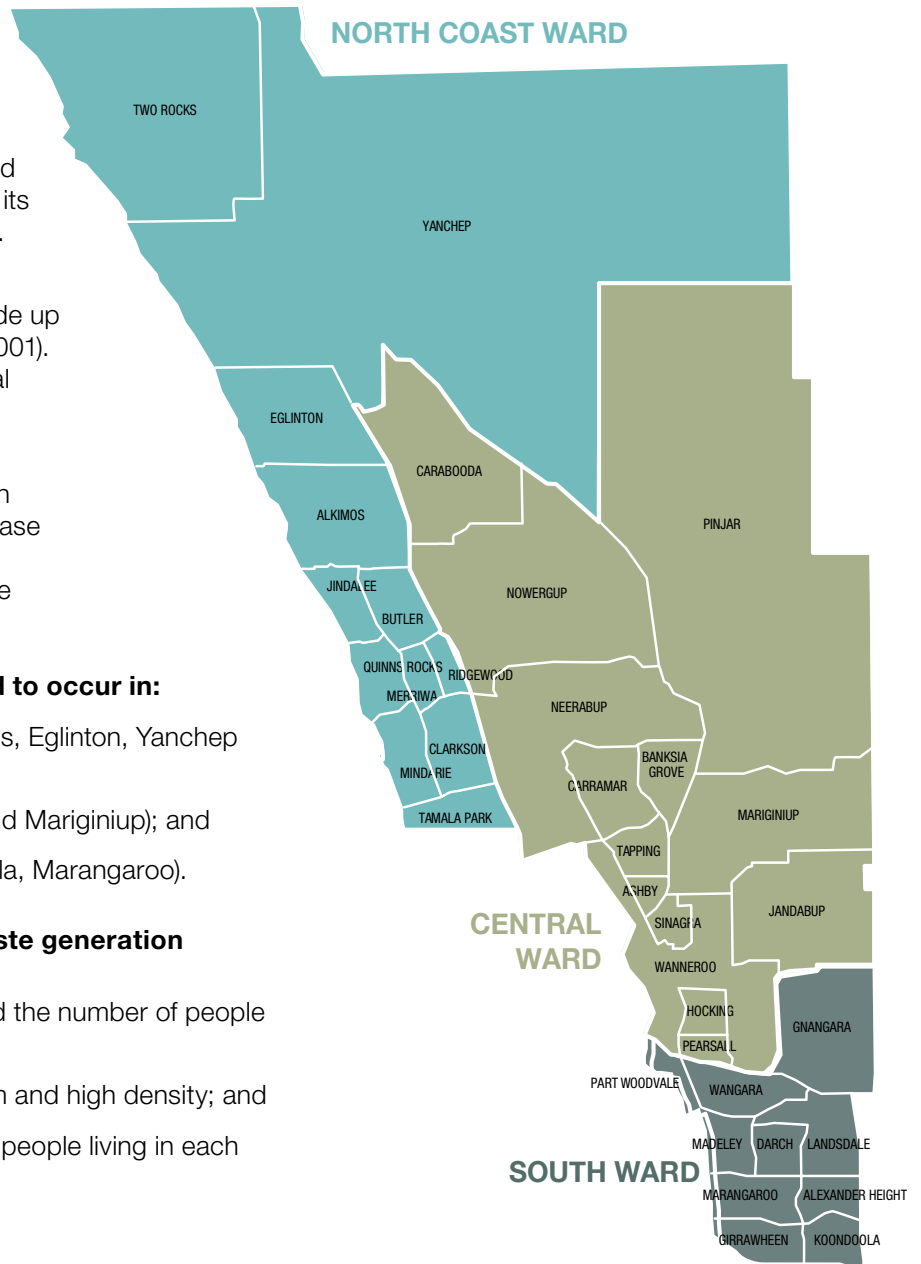 NORTH COAST WARD
TWO ROCKS
d
its
.
YANCHEP
de up
001).
al
EGLINTON
CARABOODA
n
ase
ALKIMOS
PINJAR
e
JINDALEE
NOWERGUP
BUTLER
QUINNS ROCKS
RIDGEWOOD
MERRIWA
NEERABUP
d to occur in:
s, Eglinton, Yanchep
CLARKSON
BANKSIA
GROVE
MINDARIE
CARRAMAR
TAMALA PARK
MARIGINIUP
nd Mariginiup); and
TAPPING
la, Marangaroo).
ASHBY
JANDABUP
SINAGRA
CENTRAL
WARD
ste generation
WANNEROO
d the number of people
HOCKING
GNANGARA
PEARSALL
PART WOODVALE
WANGARA
n and high density; and
people living in each
MADELEY
DARCH
LANDSDALE
SOUTH WARD
MARANGAROO
ALEXANDER HEIGHT
GIRRAWHEEN
KOONDOOLA